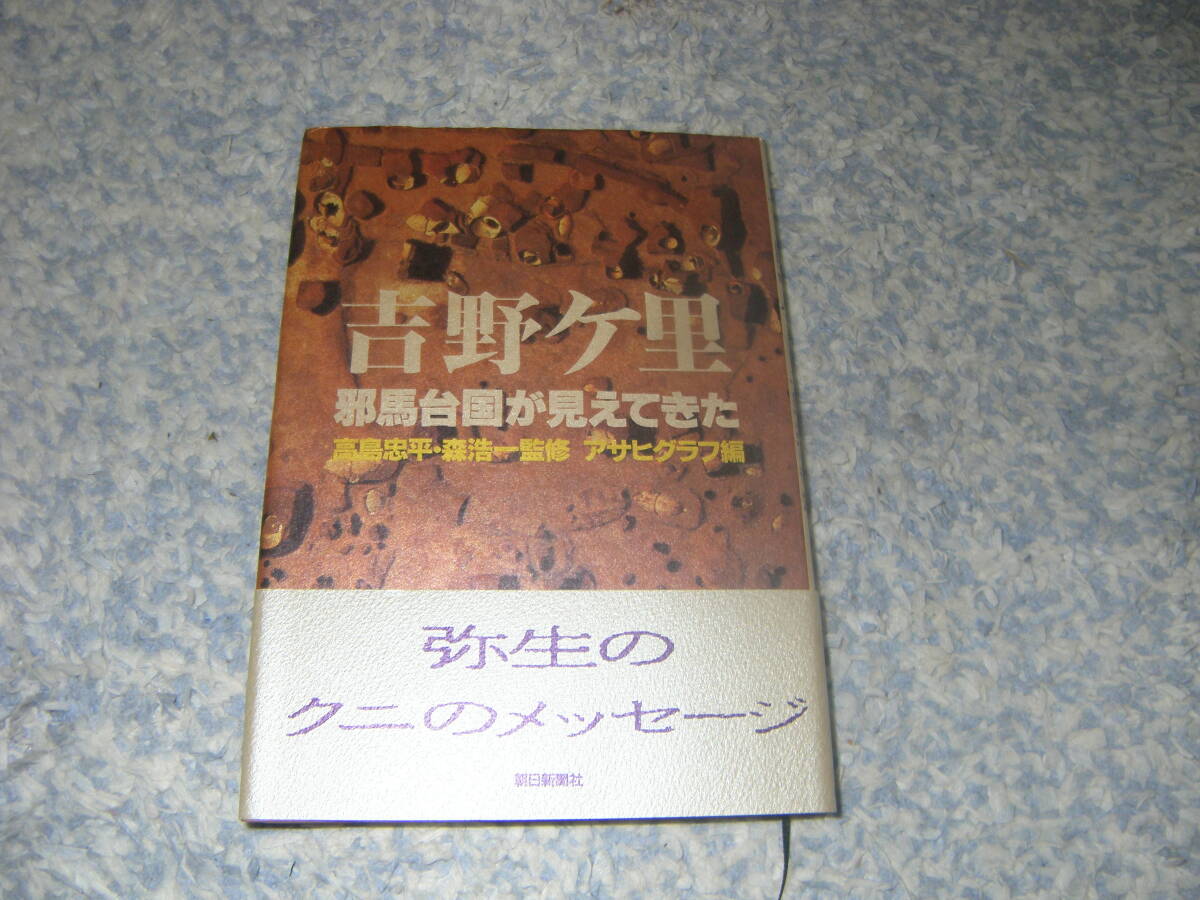 吉野ケ里
邪馬台国が見えてきた
高島忠平・森浩一監修 アサヒグラフ編
弥生の
クニのメッセージ
朝日新聞社